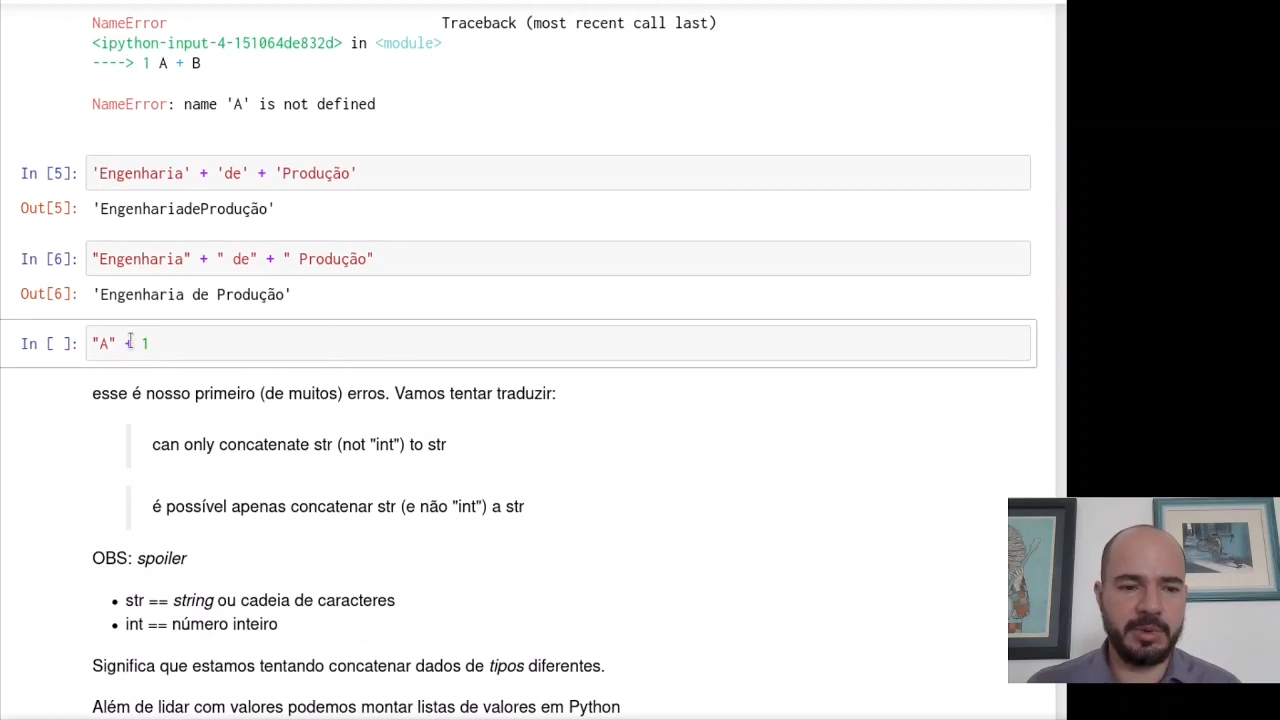 NameError Traceback (most recent call last)
<ipython-input-4-151064de832d> in <module>
----> 1 A + B
NameError: name 'A' is not defined
In [5]: 'Engenharia' + 'de' + 'Produção'
Out[5]: 'EngenhariadeProdução'
In [6]: "Engenharia" + " de" + " Produção"
Out[6]: 'Engenharia de Produção'
In [ ]: "A" + 1
esse é nosso primeiro (de muitos) erros. Vamos tentar traduzir:
can only concatenate str (not "int") to str
é possível apenas concatenar str (e não "int") a str
OBS: spoiler
• str == string ou cadeia de caracteres
• int == número inteiro
Significa que estamos tentando concatenar dados de tipos diferentes.
Além de lidar com valores podemos montar listas de valores em Python